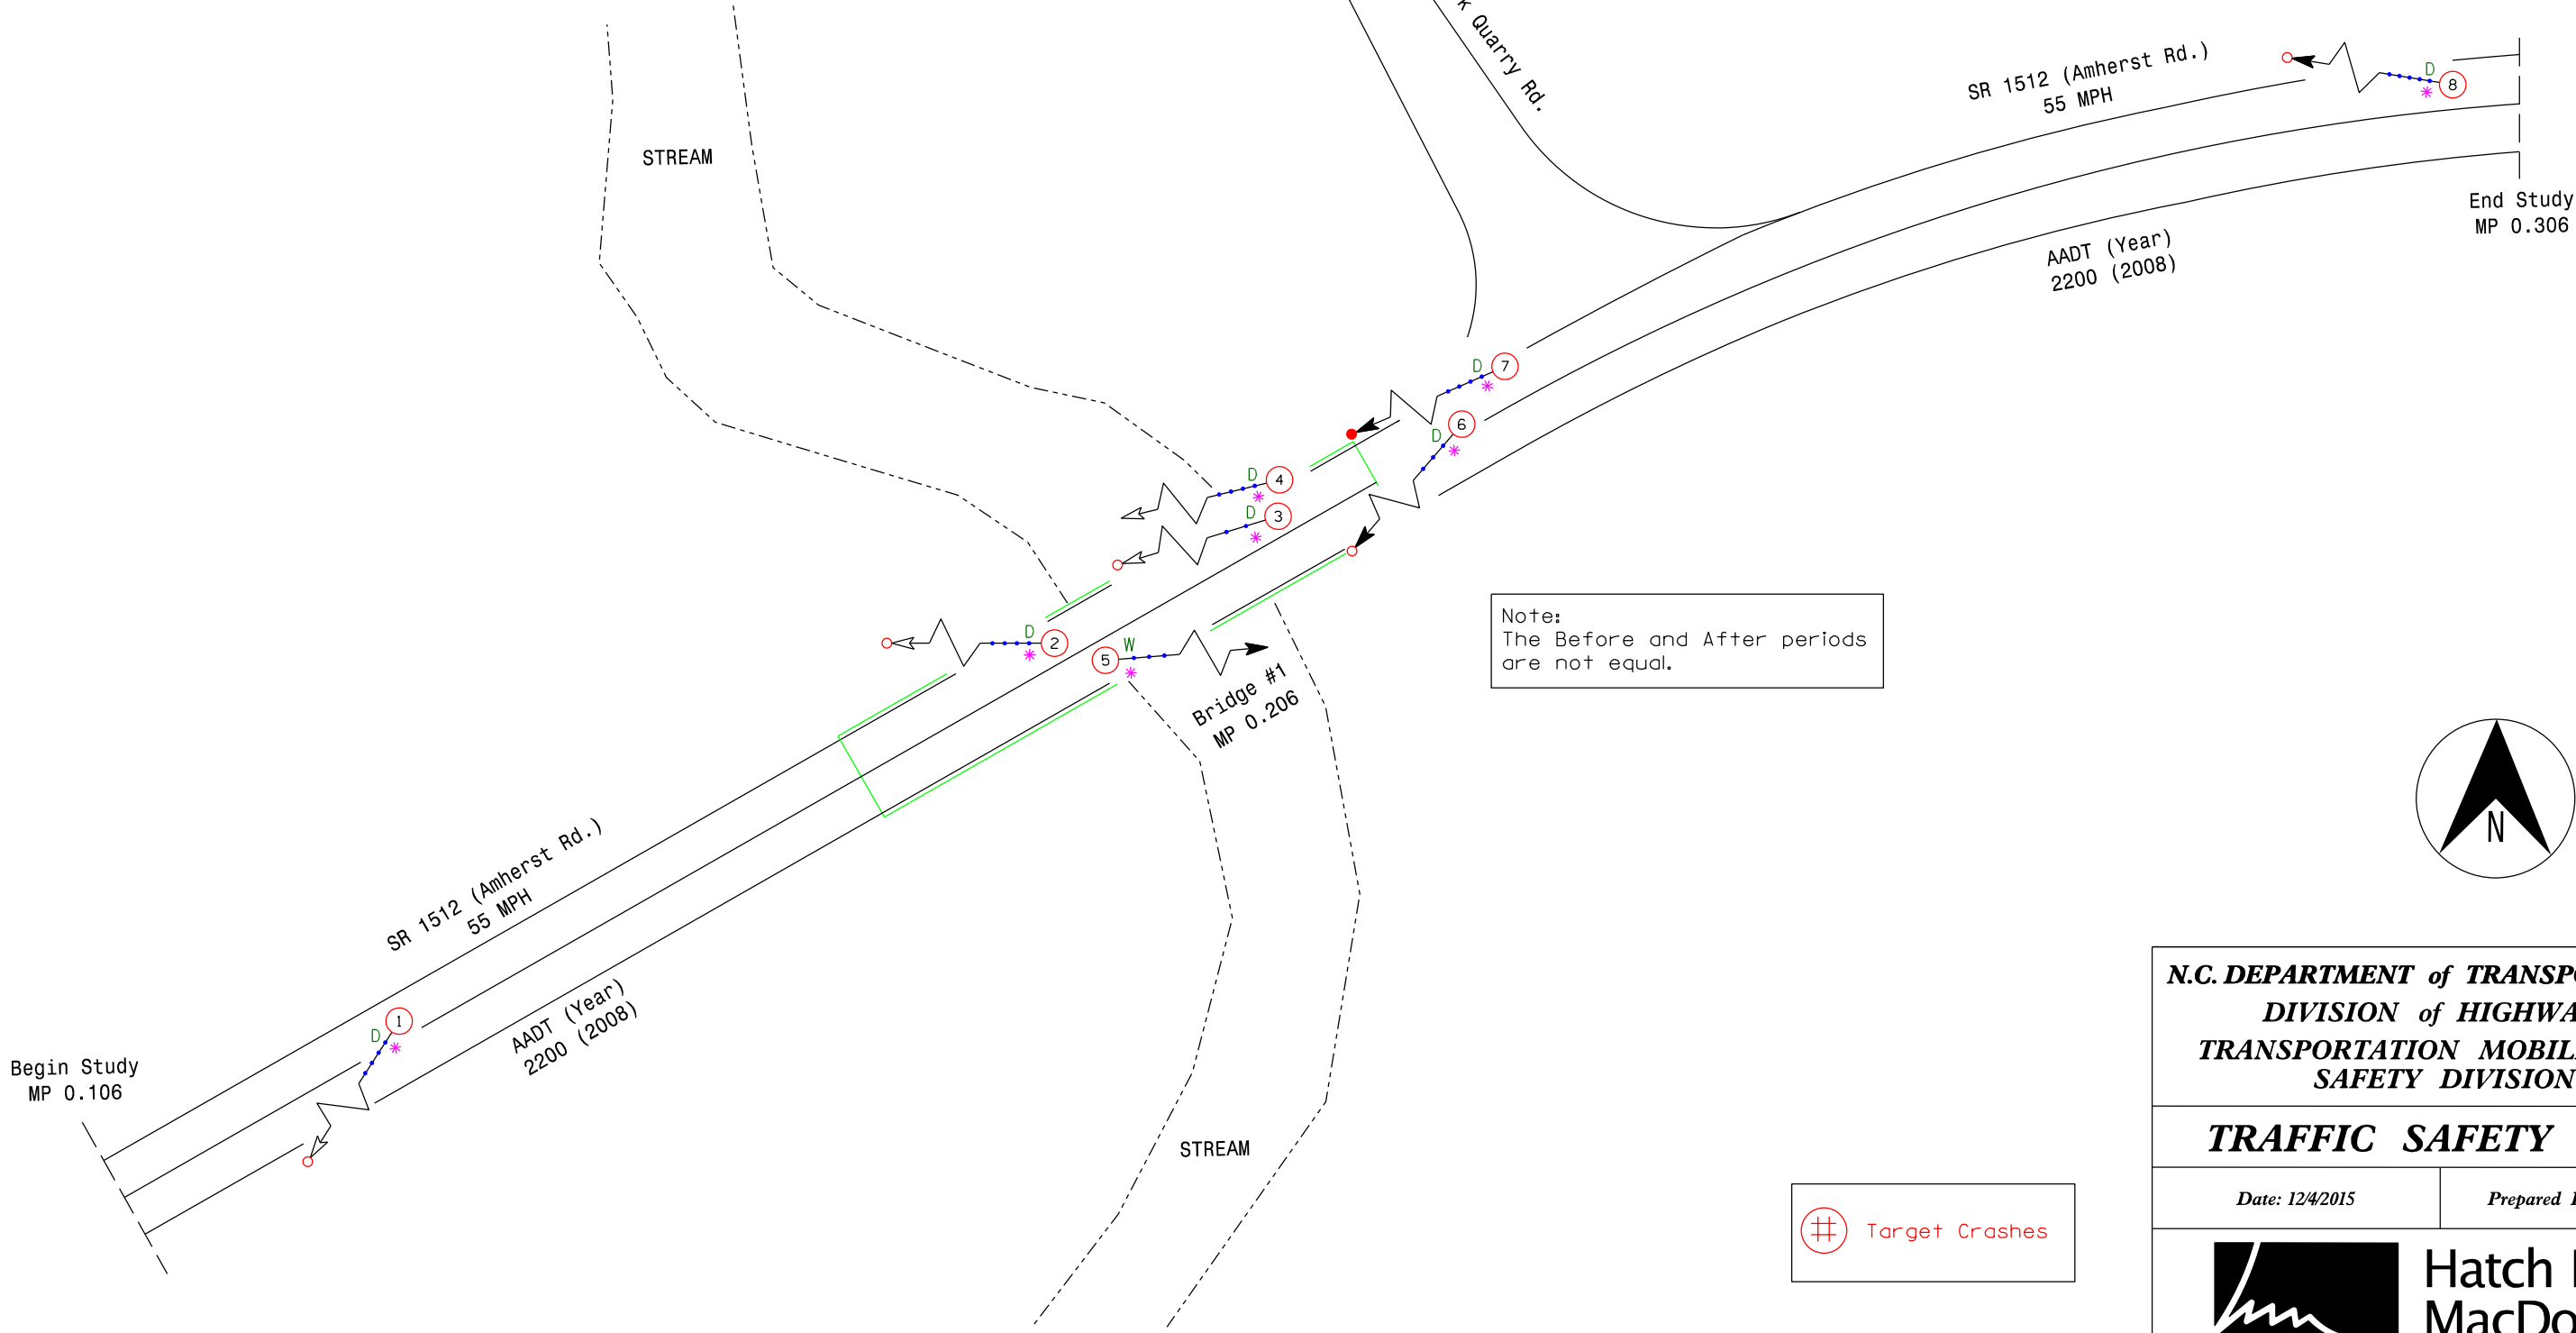 k Quarry Rd.
SR 1512 (Amherst Rd.)
55 MPH
D
8
STREAM
End Study
MP 0.306
AADT (Year)
2200 (2008)
D
7
D
6
D
4
D
3
D
2
5
W
Note:
The Before and After periods
are not equal.
Bridge #1
MP 0.206
N
SR 1512 (Amherst Rd.)
55 MPH
AADT (Year)
2200 (2008)
D
1
Begin Study
MP 0.106
STREAM
# Target Crashes
N.C. DEPARTMENT of
DIVISION of
TRANSPORTATION
SAFETY DIVISION
TRAFFIC SAFETY
Date: 12/4/2015
Prepared
Hatch